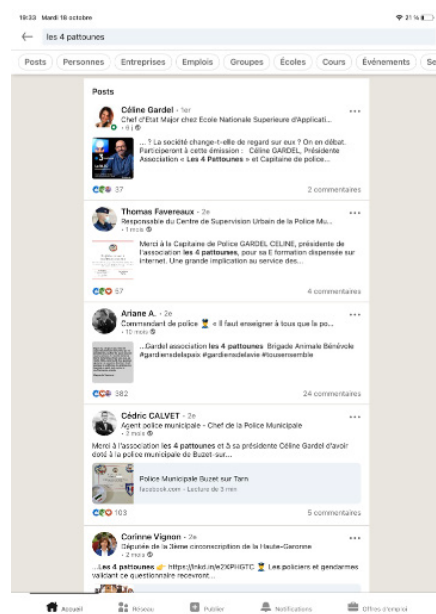 19:33 Mardi 18 octobre
21 %
les 4 pattounes
Posts Personnes Entreprises Emplois Groupes Écoles Cours Événements Se
Posts
Céline Gardel • 1er
Chef d'Etat Major chez Ecole Nationale Superieure d'Applicati...
• 6 j
... ? La société change-t-elle de regard sur eux ? On en débat.
Participeront à cette émission : Céline GARDEL, Présidente
Association « Les 4 Pattounes » et Capitaine de police...
37
2 commentaires
Thomas Favereaux • 2e
Responsable du Centre de Supervision Urbain de la Police Mu...
• 1 mois
Merci à la Capitaine de Police GARDEL CELINE, présidente de
l'association les 4 pattounes, pour sa E formation dispensée sur
internet. Une grande implication au service des...
57
4 commentaires
Ariane A. • 2e
Commandant de police « Il faut enseigner à tous que la po...
• 10 mois
...Gardel association les 4 pattounes Brigade Animale Bénévole
#gardiensdelapaix #gardiensdelavie #tousensemble
382
24 commentaires
Cédric CALVET • 2e
Agent police municipale - Chef de la Police Municipale
• 2 mois
Merci à l'association les 4 pattounes et à sa présidente Céline Gardel d'avoir
doté à la police municipale de Buzet-sur...
Police Municipale Buzet sur Tarn
facebook.com • Lecture de 3 min
103
5 commentaires
Corinne Vignon • 2e
Députée de la 3ème circonscription de la Haute-Garonne
• 2 mois
...Les 4 pattounes 👉 https://lnkd.in/e2XPHGTC Les policiers et gendarmes
validant ce questionnaire recevront...
Accueil Réseau Publier Notifications Offres d'emploi